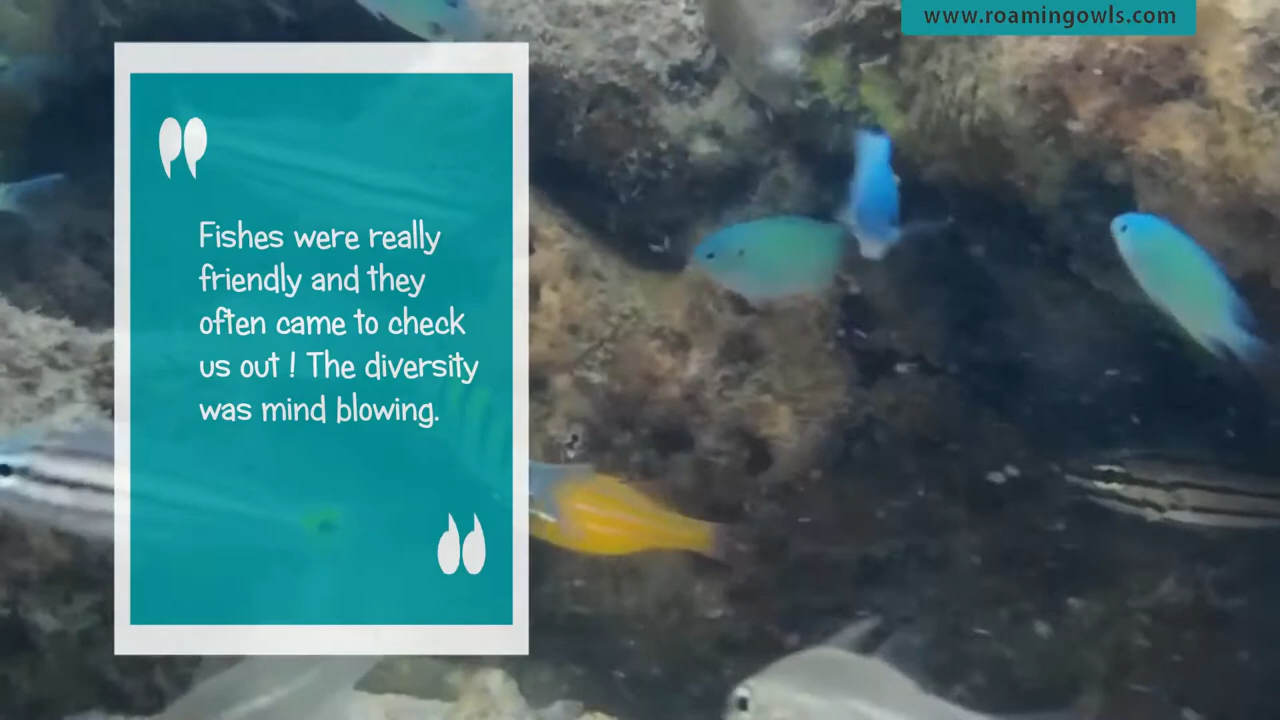 www.roamingowls.com
Fishes were really
friendly and they
often came to check
us out ! The diversity
was mind blowing.